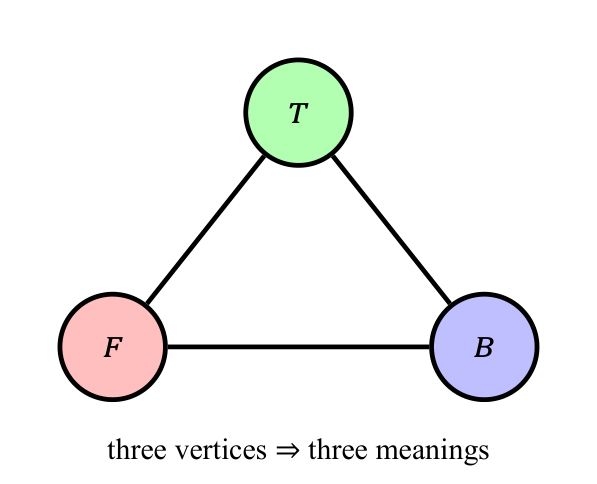 T
F B
three vertices ⇒ three meanings